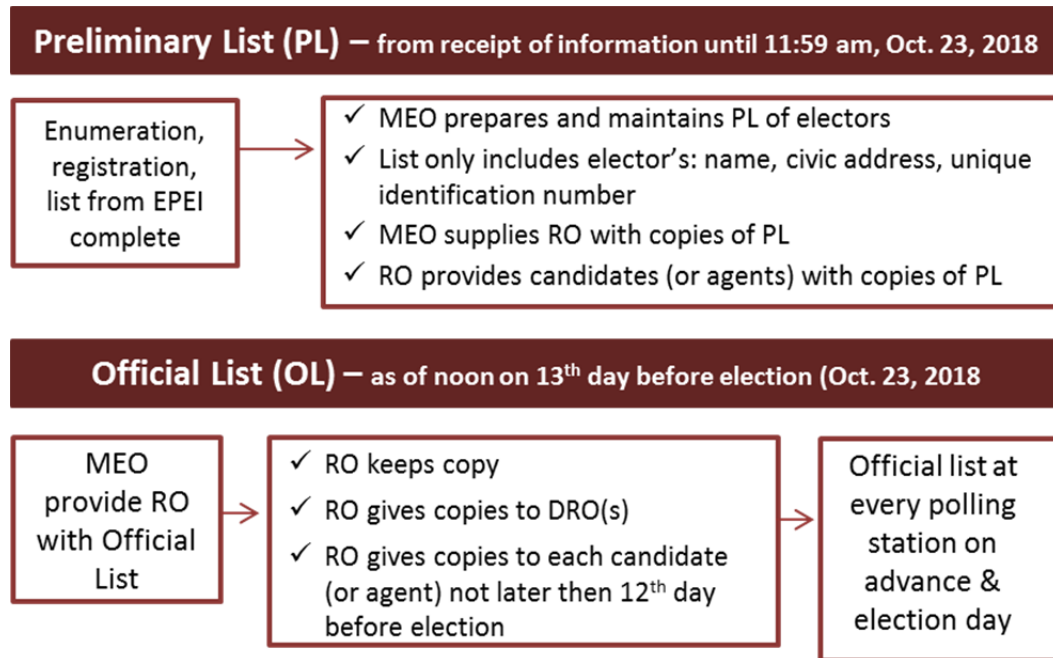 Preliminary List (PL) – from receipt of information until 11:59 am, Oct. 23, 2018
Enumeration,
registration,
list from EPEI
complete
✓ MEO prepares and maintains PL of electors
✓ List only includes elector's: name, civic address, unique
identification number
✓ MEO supplies RO with copies of PL
✓ RO provides candidates (or agents) with copies of PL
Official List (OL) – as of noon on 13th day before election (Oct. 23, 2018
MEO
provide RO
with Official
List
✓ RO keeps copy
✓ RO gives copies to DRO(s)
✓ RO gives copies to each candidate
(or agent) not later then 12th day
before election
Official list at
every polling
station on
advance &
election day